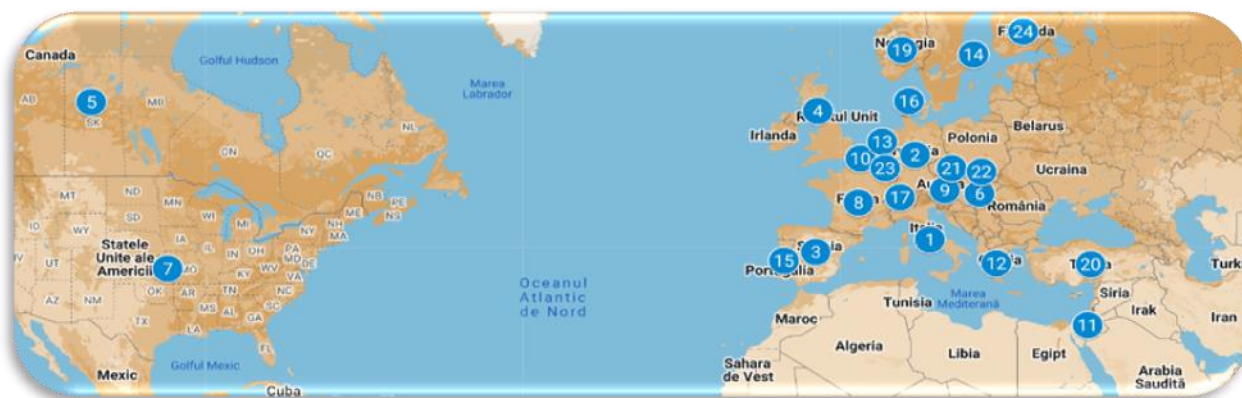 Canada
Golful Hudson
Marea
Labrador
AB
SK
MB
ON
QC
NL
NB
PE
NS
ME
NH
MA
NY
MT
ND
MN
SD
WI
MI
ID
WY
IA
IL
IN
OH
PA
MD
DE
WV
VA
Statele
Unite ale
Americii
UT
CO
MO
KY
NC
TN
SC
OK
AR
AZ
NM
MS
AL
GA
TX
LA
FL
Golful Mexic
Mexic
Cuba
Oceanul
Atlantic
de Nord
5
7
24
19
14
16
4
Irlanda
Polonia
Belarus
Ucraina
13
10
2
23
21
22
9
6
8
17
România
1
3
15
Portugalia
12
20
11
Marea
Mediterană
Tunisia
Siria
Irak
Iran
Maroc
Algeria
Libia
Egipt
Arabia
Saudită
Sahara
de Vest